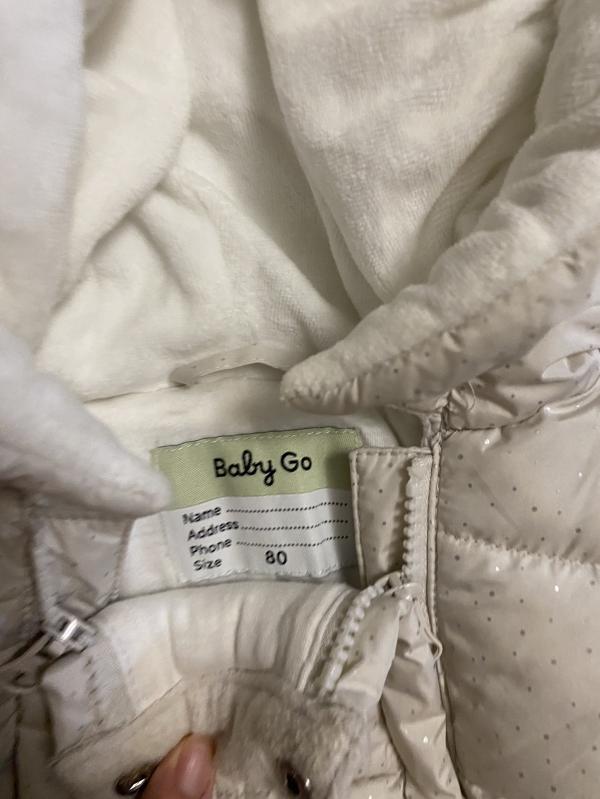 Baby Go
Name
Address
Phone
Size 80